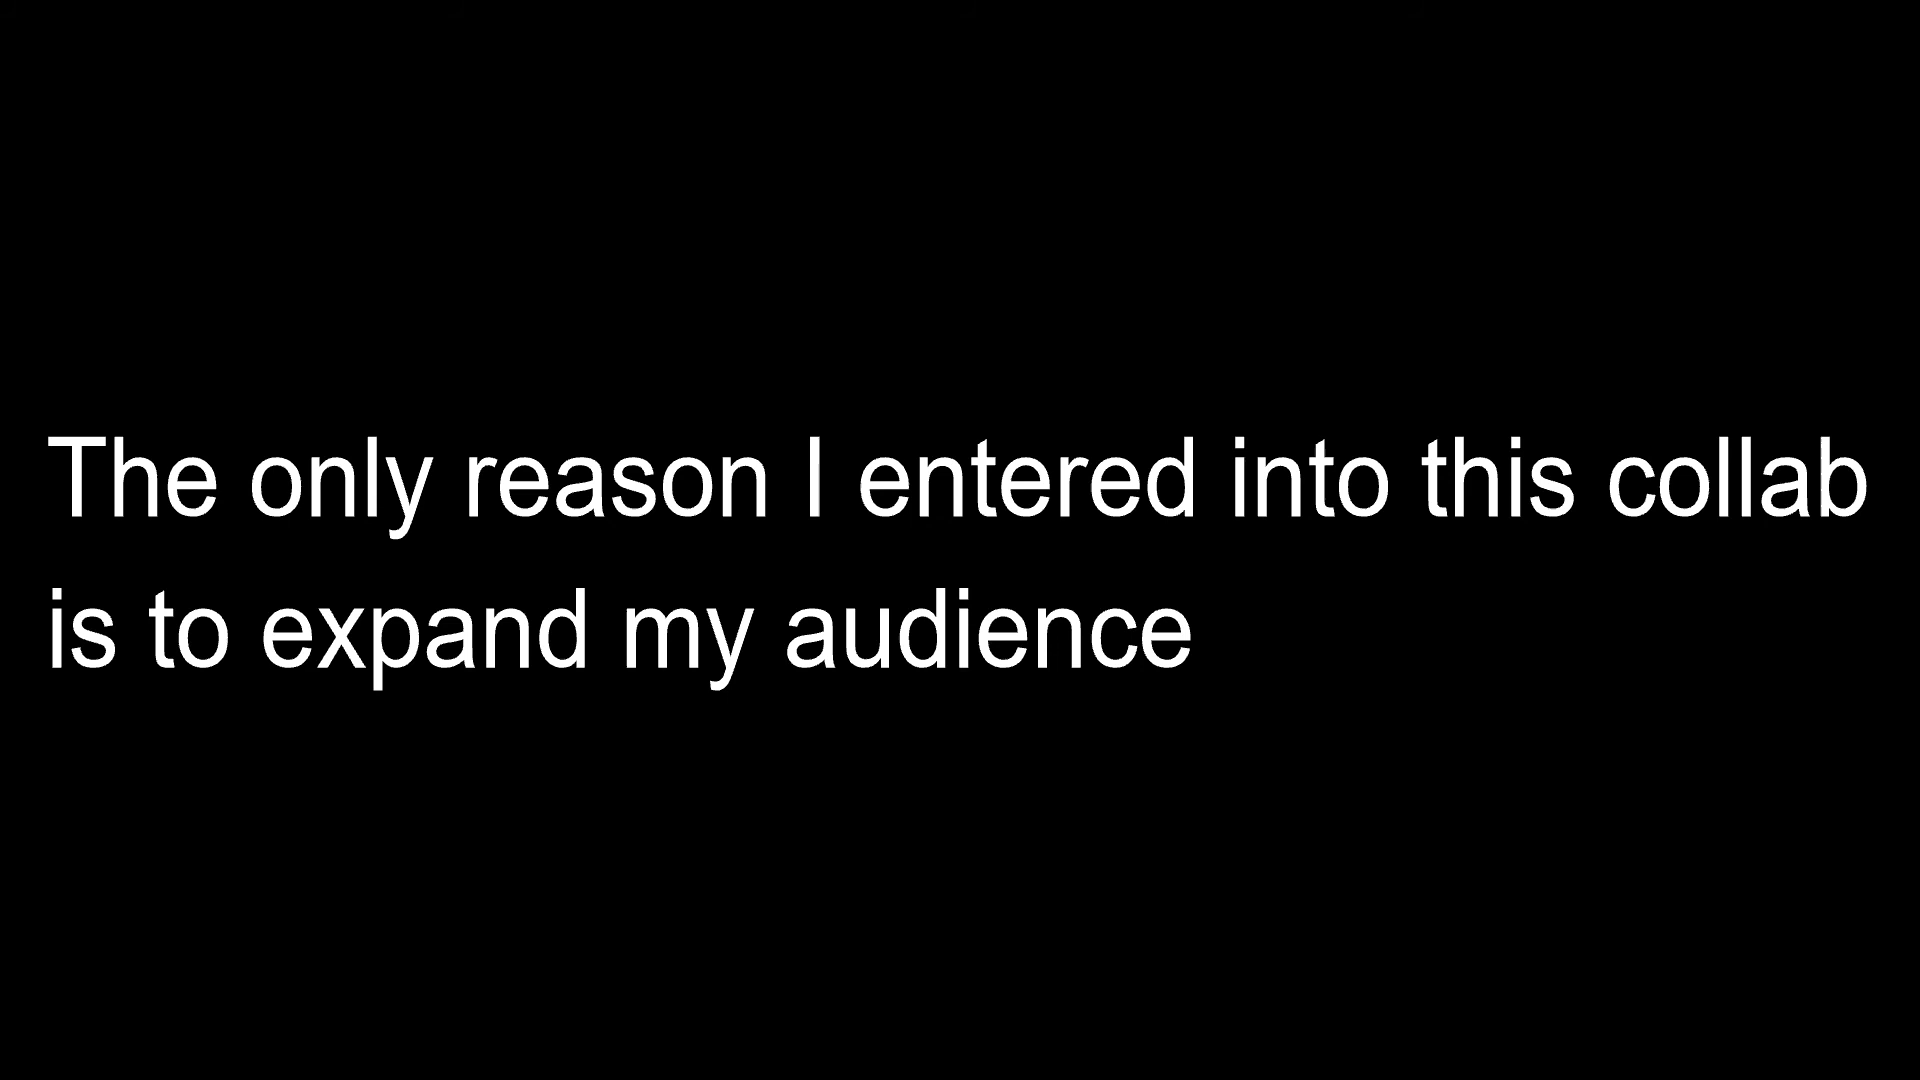 The only reason I entered into this collab
is to expand my audience